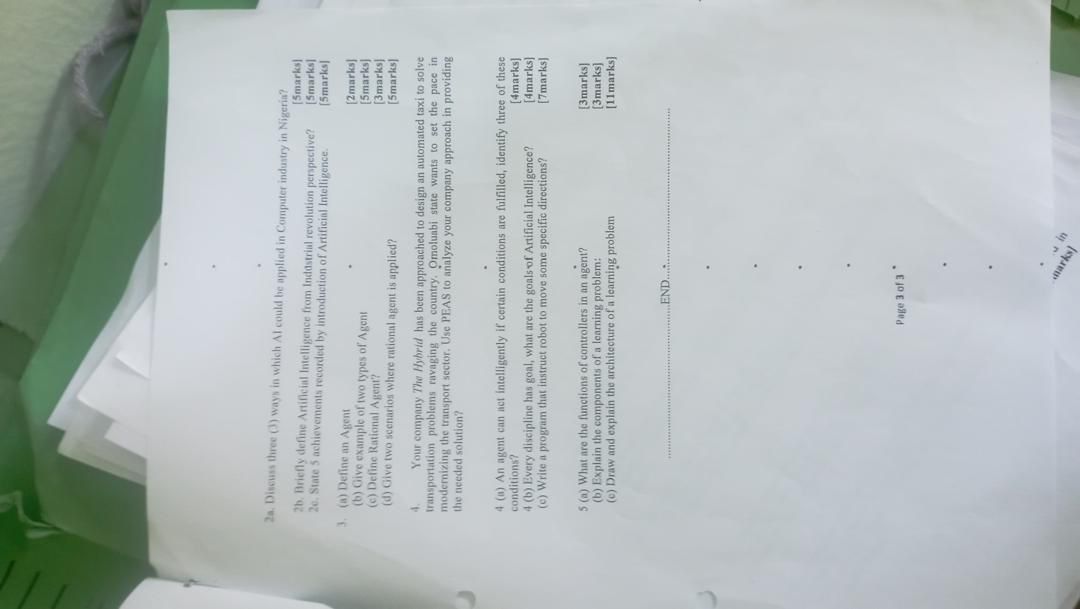 2a. Discuss three (3) ways in which AI could be applied in Computer industry in Nigeria?
[5marks]
2b. Briefly define Artificial Intelligence from Industrial revolution perspective? [5marks]
2c. State 5 achievements recorded by introduction of Artificial Intelligence. [5marks]
3. (a) Define an Agent [2marks]
(b) Give example of two types of Agent [5marks]
(c) Define Rational Agent? [3marks]
(d) Give two scenarios where rational agent is applied? [5marks]
4. Your company The Hybrid has been approached to design an automated taxi to solve
transportation problems ravaging the country. Omoluabi state wants to set the pace in
modernizing the transport sector. Use PEAS to analyze your company approach in providing
the needed solution?
4 (a) An agent can act intelligently if certain conditions are fulfilled, identify three of these
conditions? [4marks]
4 (b) Every discipline has goal, what are the goals of Artificial Intelligence? [4marks]
(c) Write a program that instruct robot to move some specific directions? [7marks]
5 (a) What are the functions of controllers in an agent? [3marks]
(b) Explain the components of a learning problem: [3marks]
(c) Draw and explain the architecture of a learning problem [11marks]
..................................................END..................................................
Page 3 of 3
in
marks]